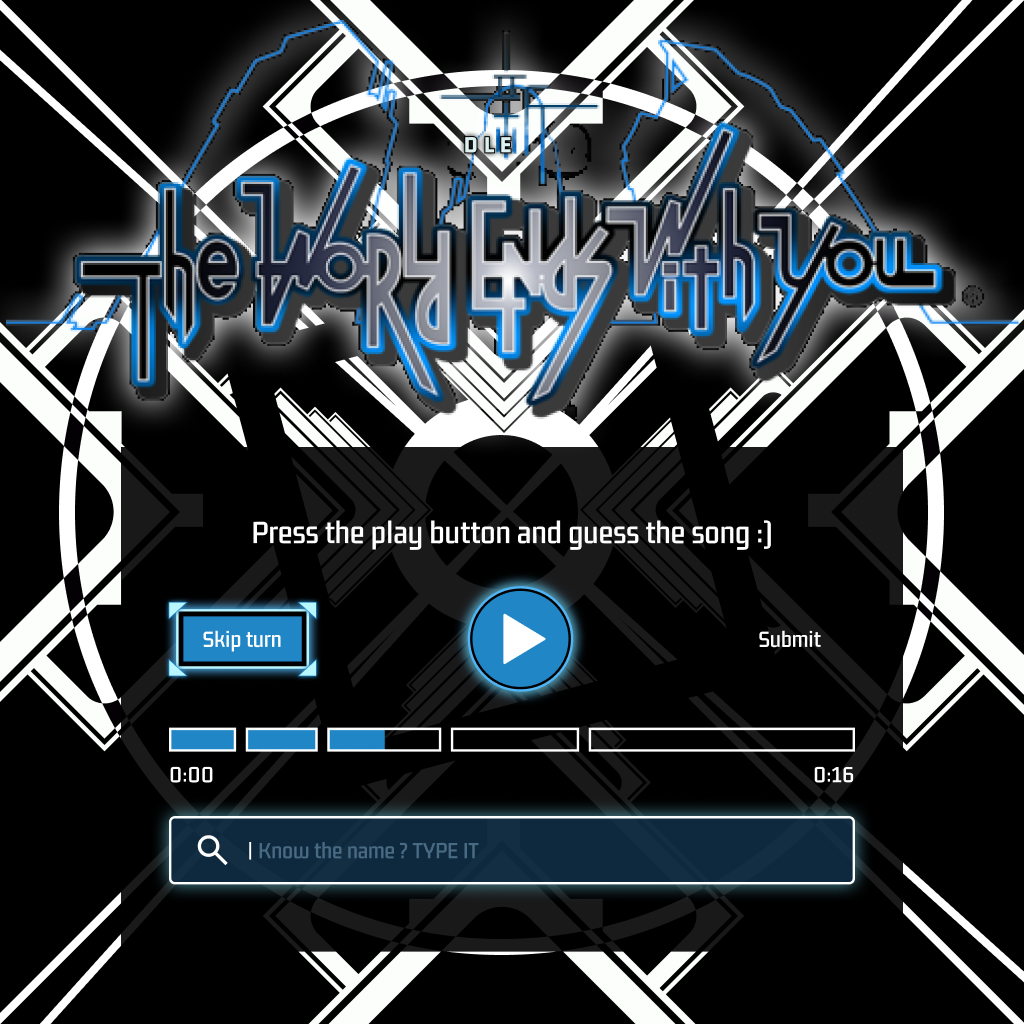 DLE
The World Ends With You ®
Press the play button and guess the song :)
Skip turn
Submit
0:00 0:16
Know the name ? TYPE IT